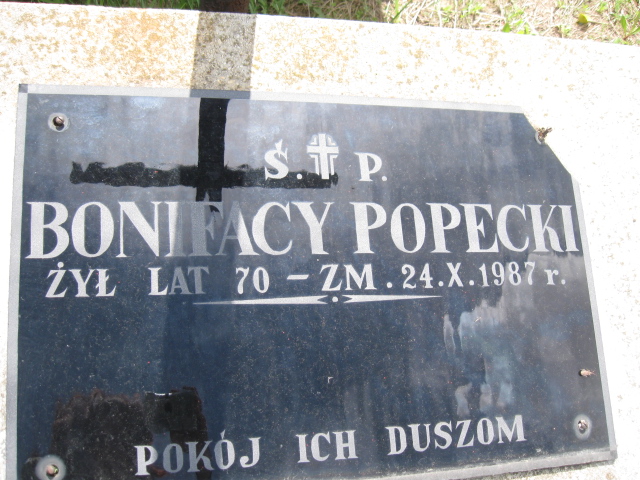 Ś. P.
BONIFACY POPECKI
ŻYŁ LAT 70 – ZM. 24.X.1987 r.
POKÓJ ICH DUSZOM